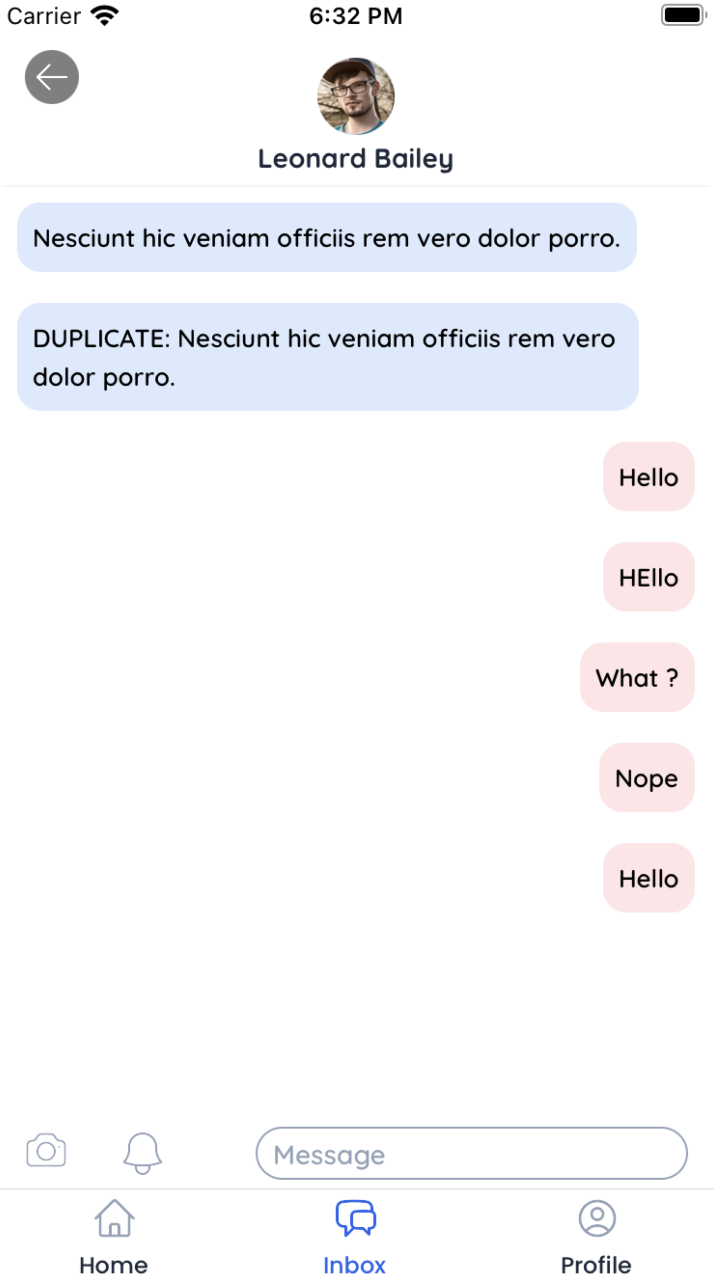 Carrier 6:32 PM
Leonard Bailey
Nesciunt hic veniam officiis rem vero dolor porro.
DUPLICATE: Nesciunt hic veniam officiis rem vero
dolor porro.
Hello
HEllo
What ?
Nope
Hello
Message
Home Inbox Profile